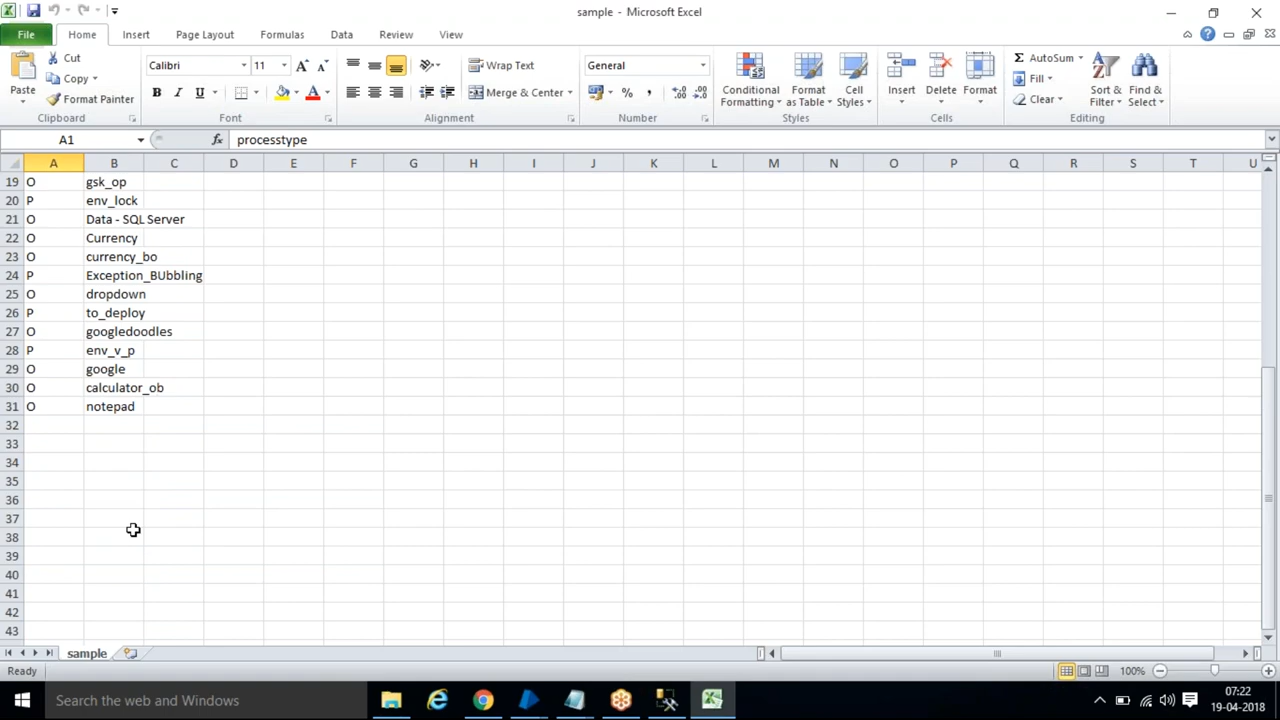 sample - Microsoft Excel
File Home Insert Page Layout Formulas Data Review View
Cut
Copy
Format Painter
Paste
Clipboard
Calibri 11
B I U
Font
Wrap Text
Merge & Center
Alignment
General
%
Number
Conditional Formatting
Format as Table
Cell Styles
Styles
Insert Delete Format
Cells
AutoSum
Fill
Clear
Sort & Filter
Find & Select
Editing
A1 fx processtype
A B C D E F G H I J K L M N O P Q R S T U
19 O gsk_op
20 P env_lock
21 O Data - SQL Server
22 O Currency
23 O currency_bo
24 P Exception_BUbbling
25 O dropdown
26 P to_deploy
27 O googledoodles
28 P env_v_p
29 O google
30 O calculator_ob
31 O notepad
32
33
34
35
36
37
38
39
40
41
42
43
sample
Ready 100%
Search the web and Windows
07:22
19-04-2018